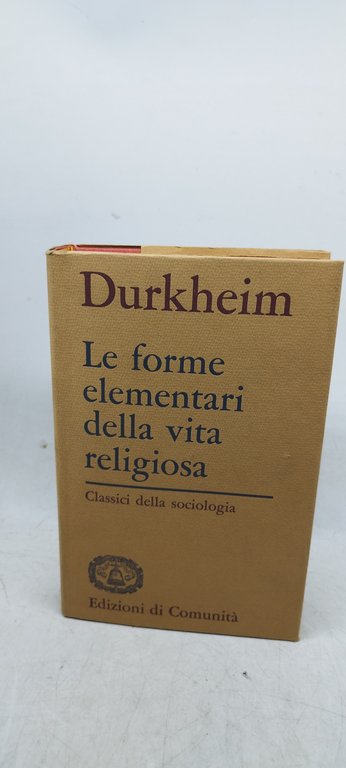 Durkheim
Le forme
elementari
della vita
religiosa
Classici della sociologia
Edizioni di Comunità